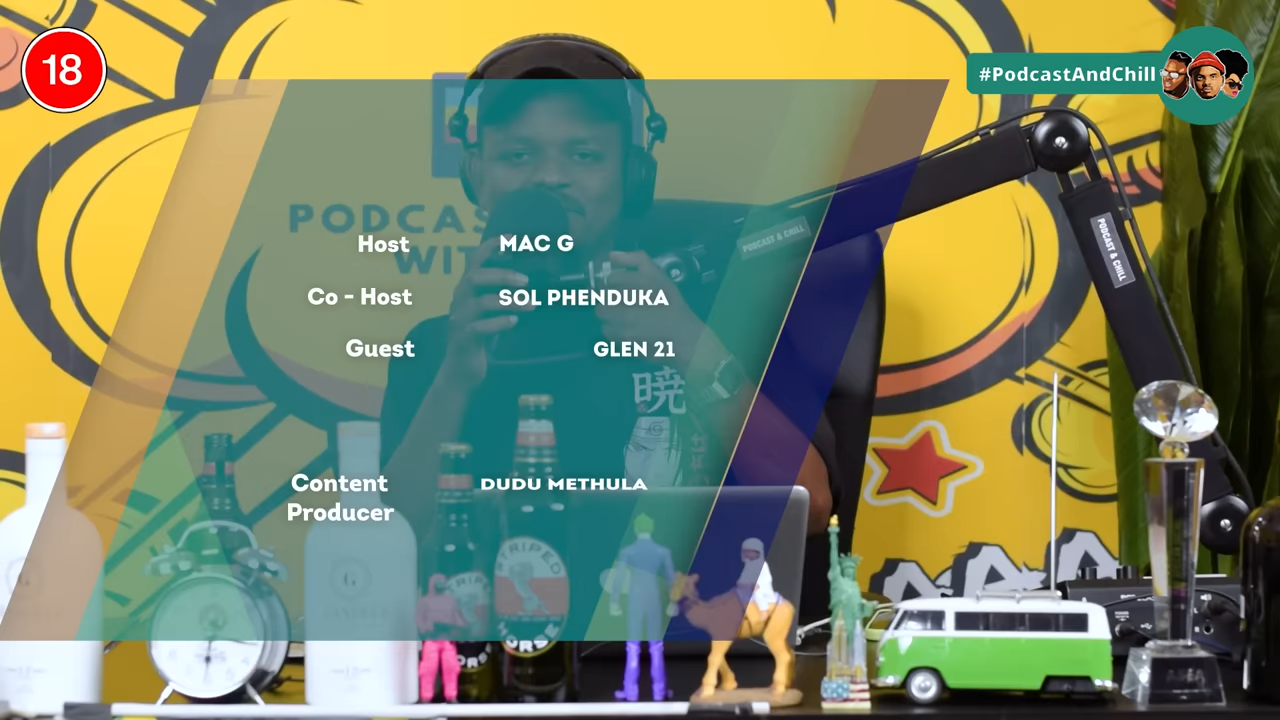 18
#PodcastAndChill
PODCAS
WIT
PODCAST & CHILL
PODCAST & CHILL
Host MAC G
Co - Host SOL PHENDUKA
Guest GLEN 21
暁
Content
Producer
DUDU METHULA
G
STRIPED
HORSE